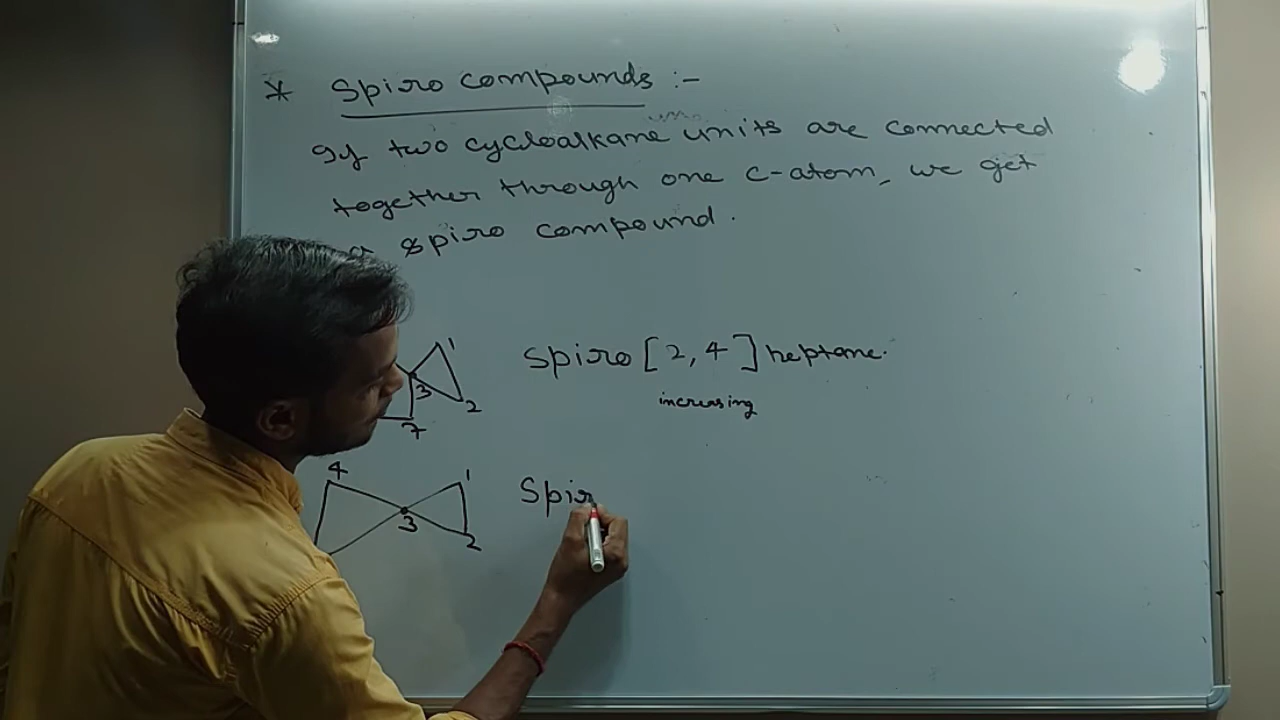 * Spiro compounds :-
If two cycloalkane units are connected
together through one c-atom, we get
a spiro compound.
1
3
2
7
Spiro [2,4] heptane.
increasing
4
1
3
2
Spir